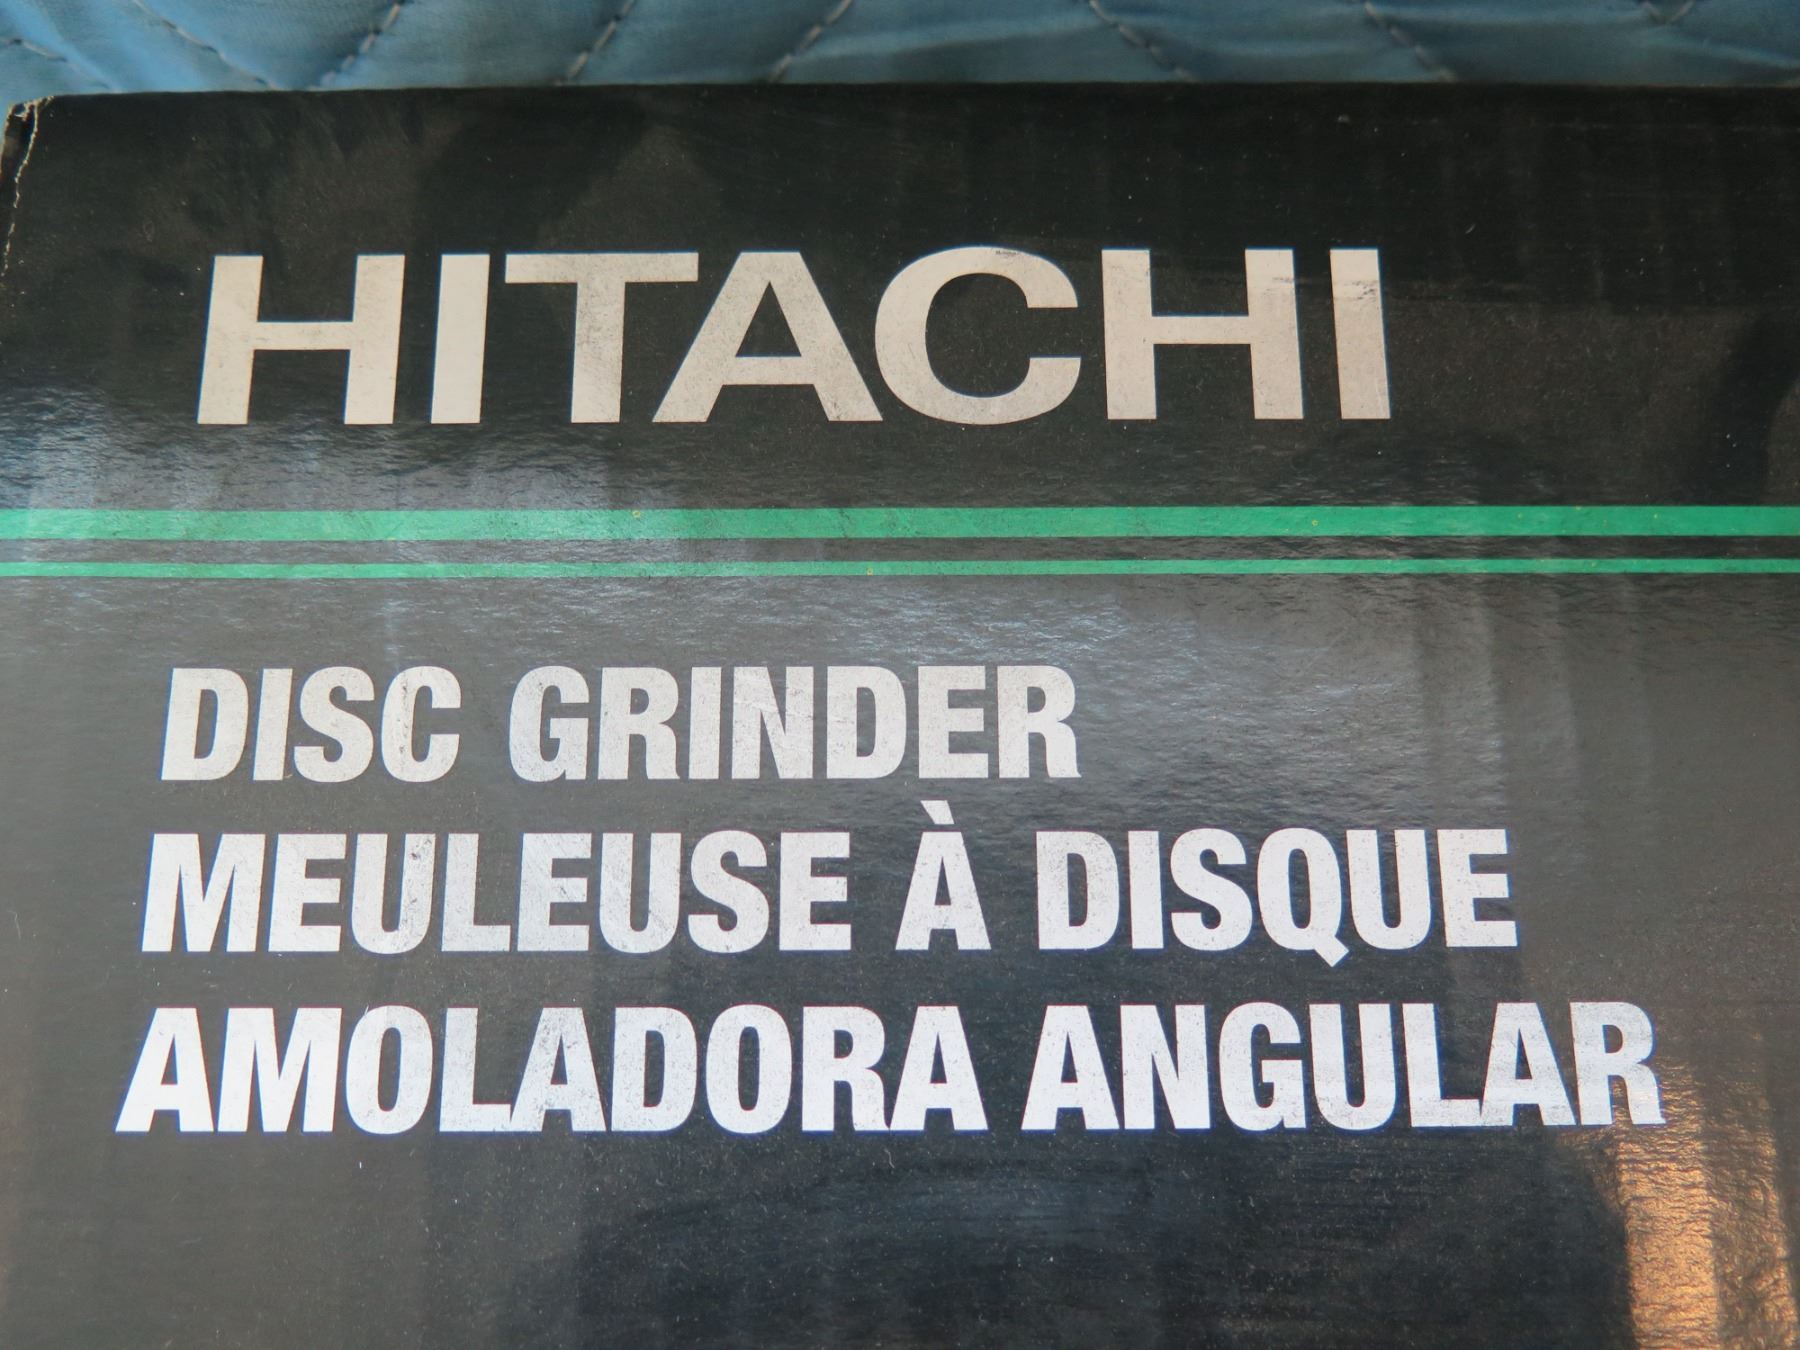 HITACHI
DISC GRINDER
MEULEUSE À DISQUE
AMOLADORA ANGULAR